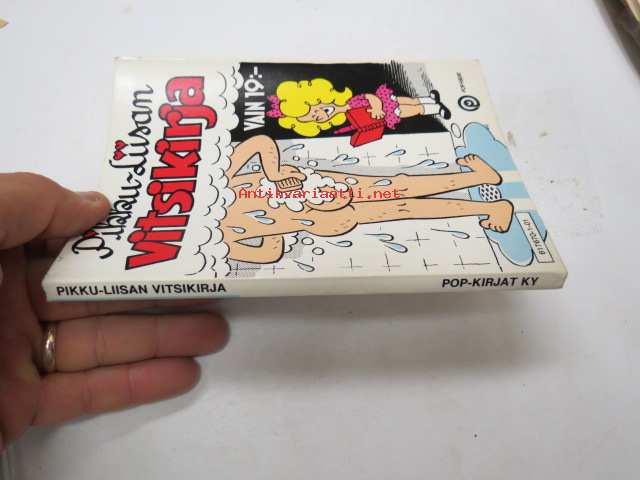 Pikku-Liisan
vitsikirja
VAIN 19:-
Antikvariaatti.net
PIKKU-LIISAN VITSIKIRJA
POP-KIRJAT KY